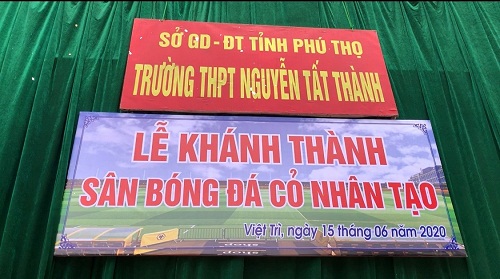 SỞ GD-ĐT TỈNH PHÚ THỌ
TRƯỜNG THPT NGUYỄN TẤT THÀNH
LỄ KHÁNH THÀNH
SÂN BÓNG ĐÁ CỎ NHÂN TẠO
Việt Trì, ngày 15 tháng 06 năm 2020